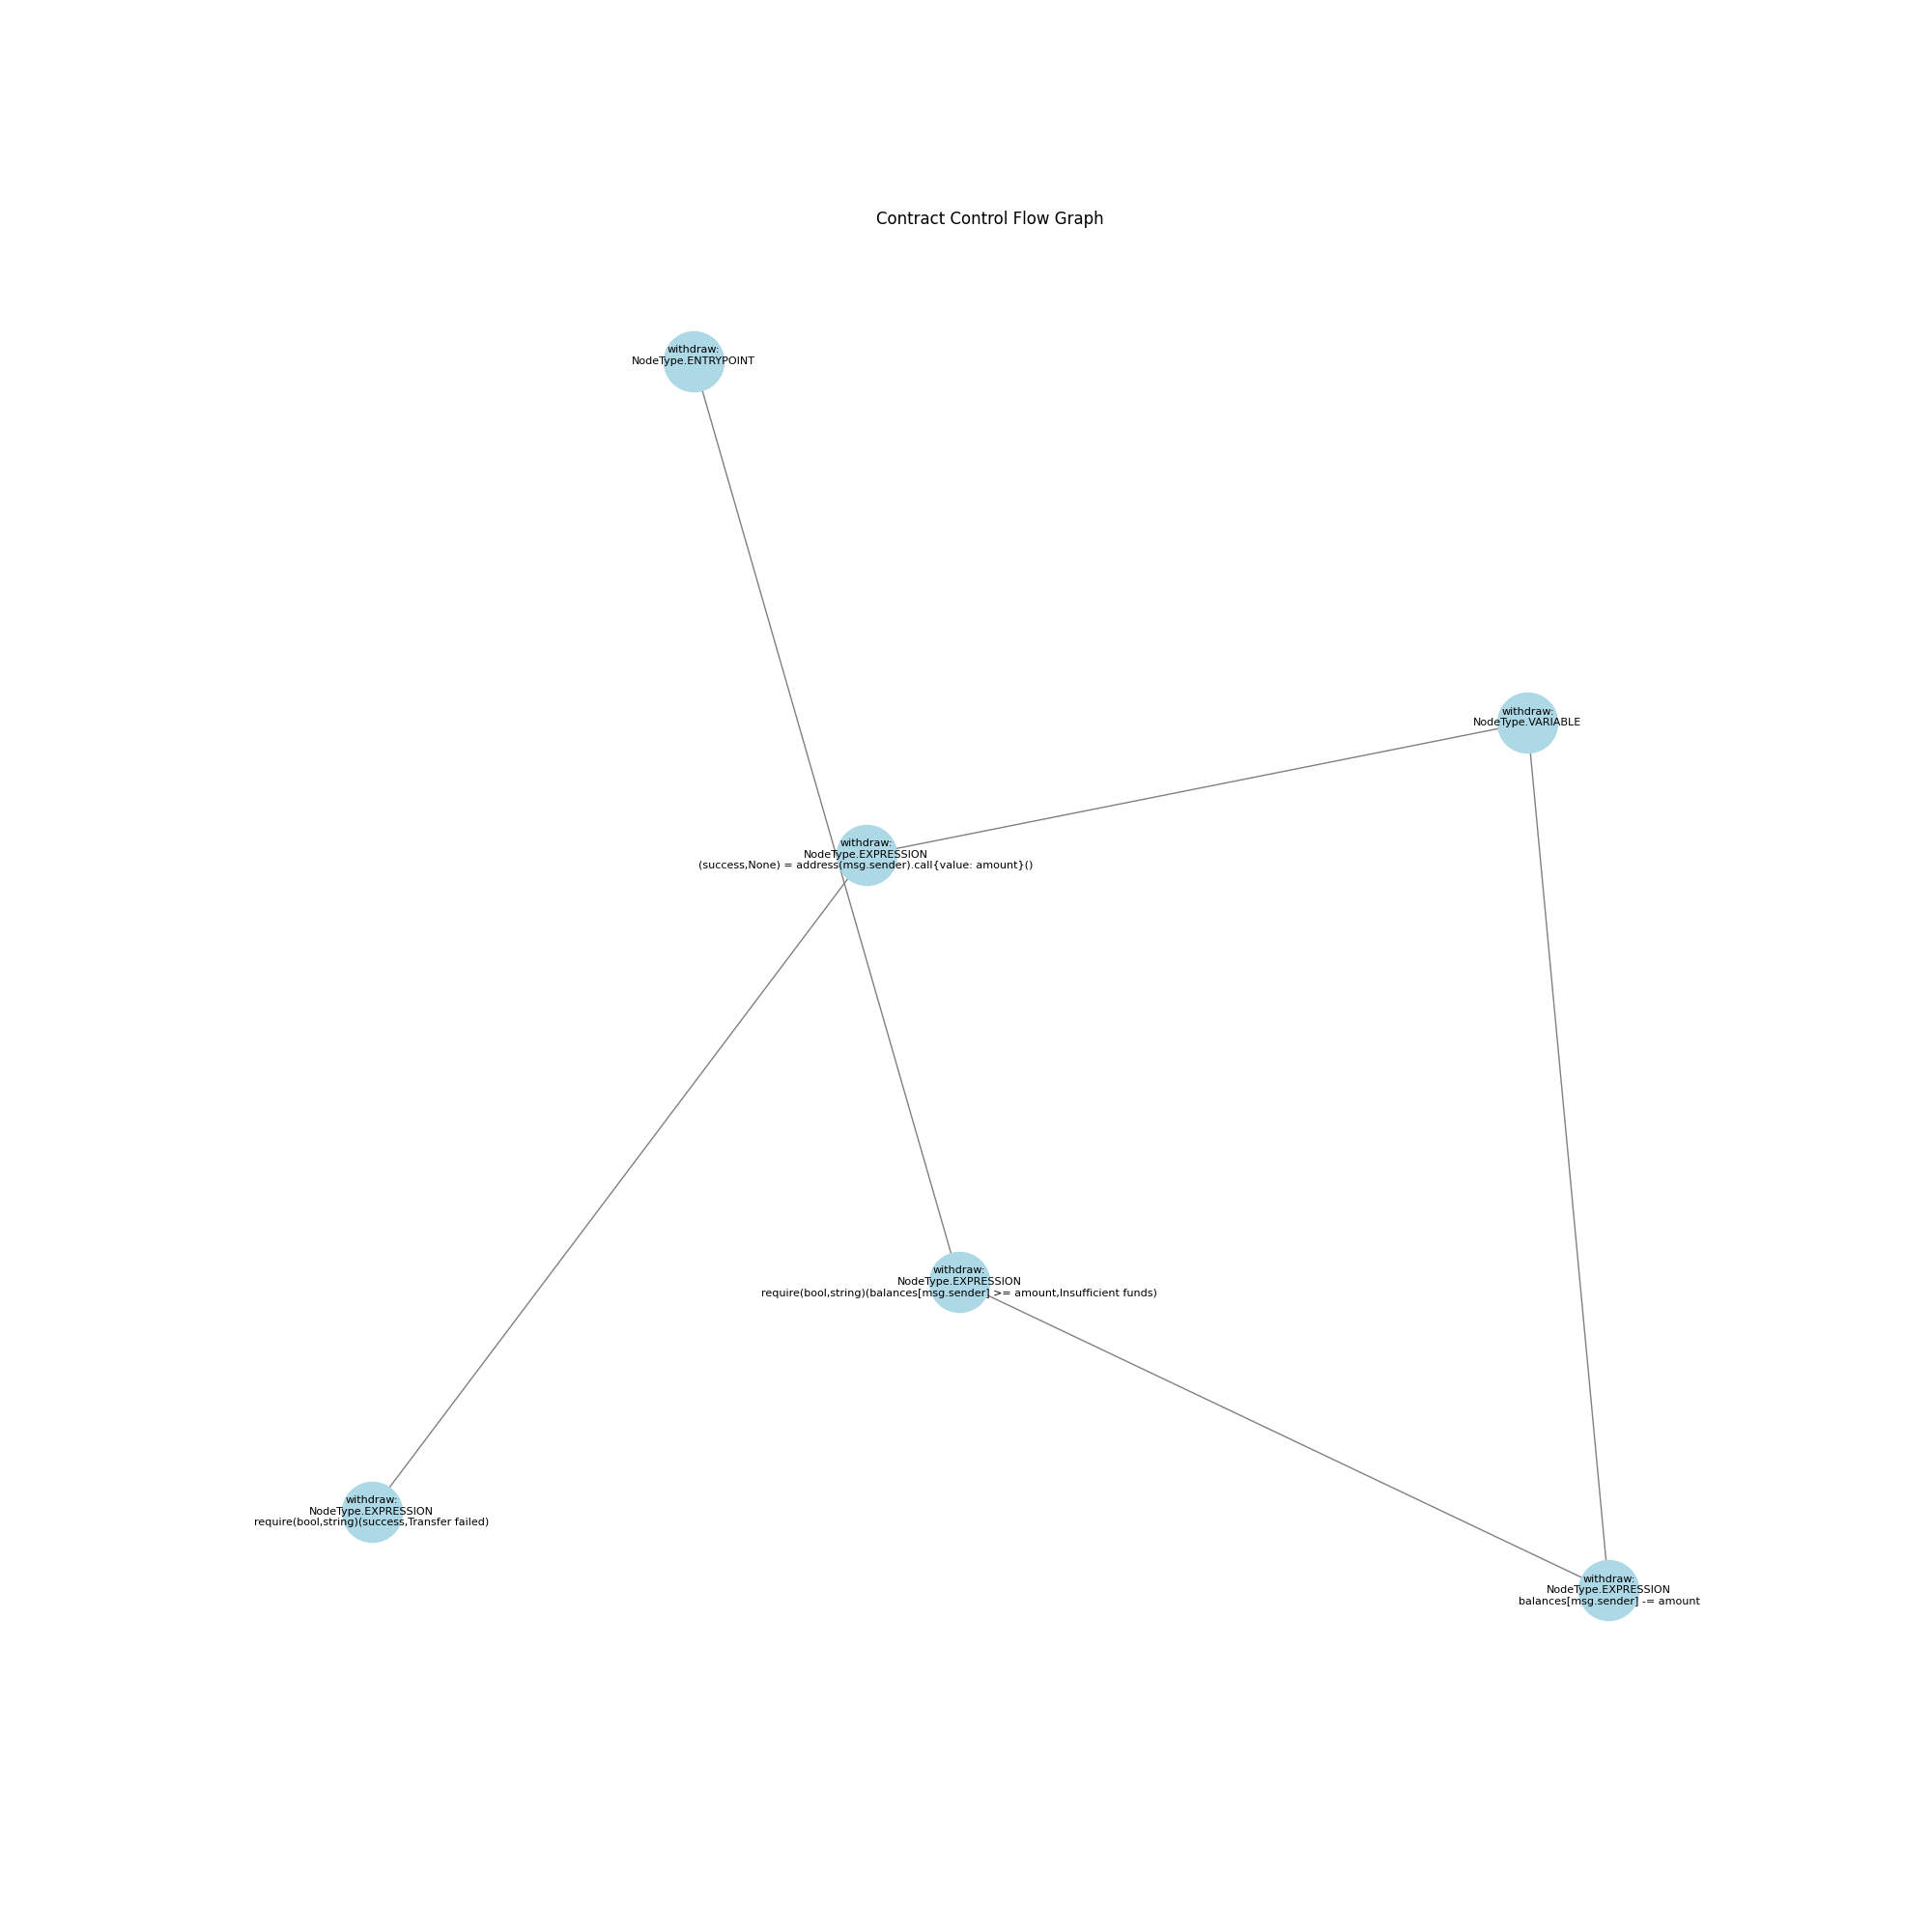 Contract Control Flow Graph
withdraw:
NodeType.ENTRYPOINT
withdraw:
NodeType.VARIABLE
withdraw:
NodeType.EXPRESSION
(success,None) = address(msg.sender).call{value: amount}()
withdraw:
NodeType.EXPRESSION
require(bool,string)(balances[msg.sender] >= amount,Insufficient funds)
withdraw:
NodeType.EXPRESSION
require(bool,string)(success,Transfer failed)
withdraw:
NodeType.EXPRESSION
balances[msg.sender] -= amount